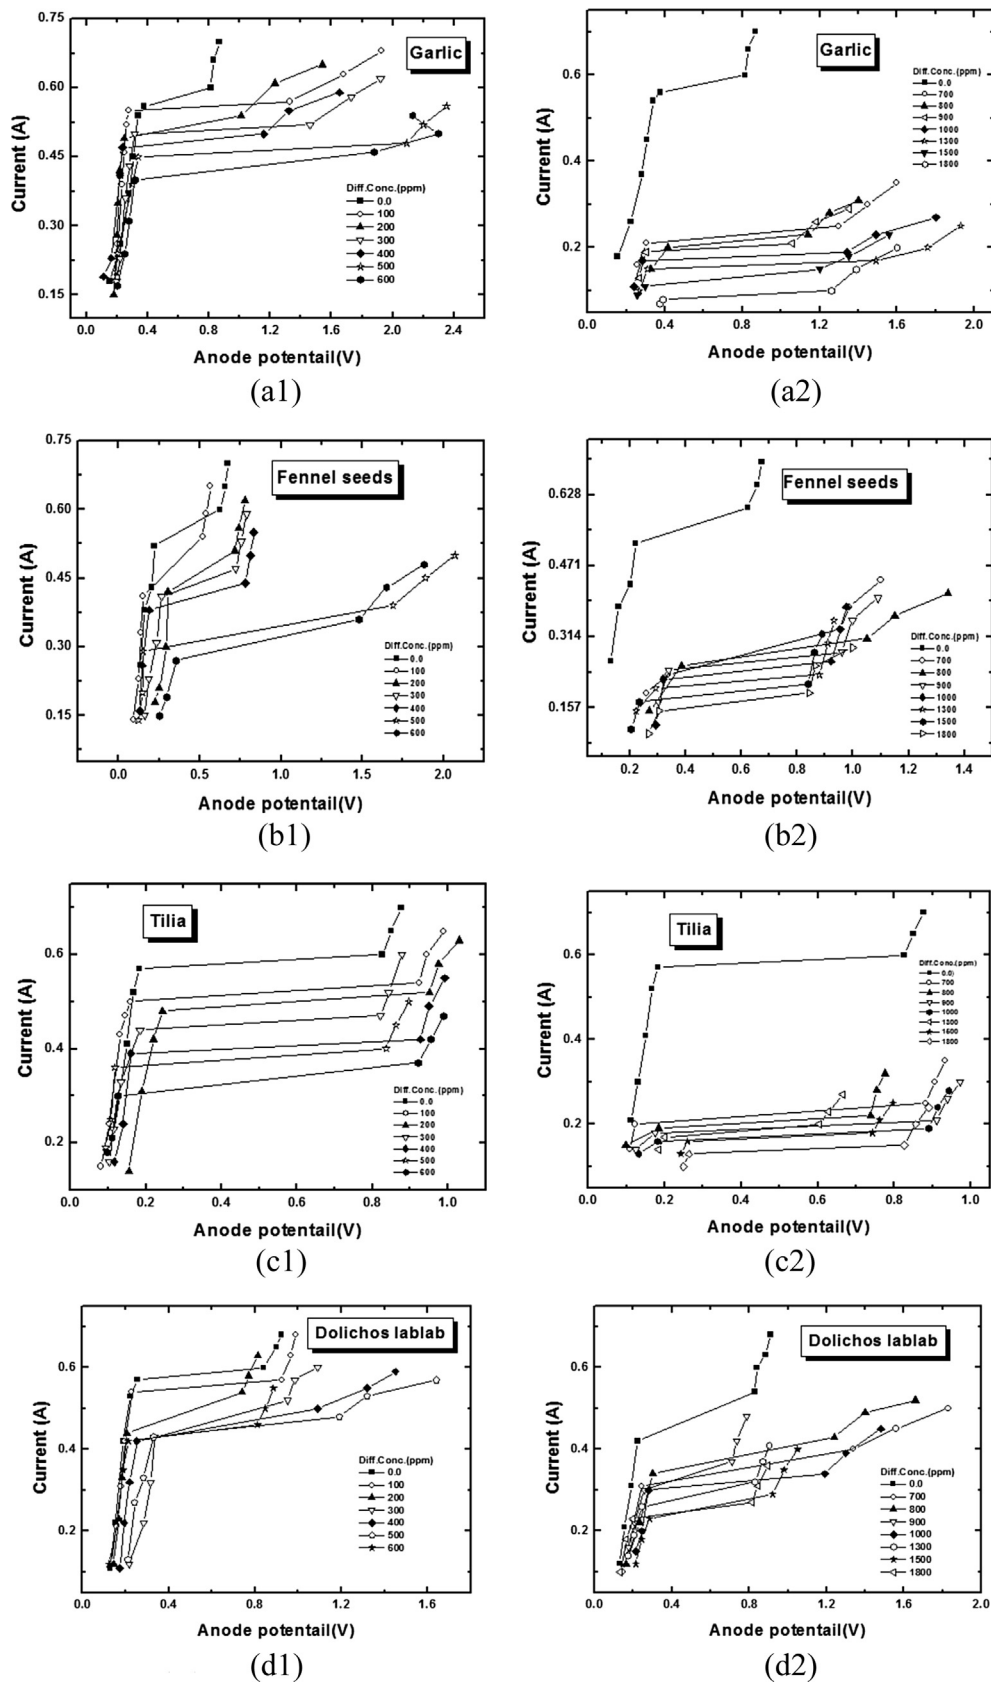 0.75
0.60
0.45
0.30
0.15
Current (A)
Garlic
Diff.Conc.(ppm)
0.0
100
200
300
400
500
600
0.0 0.4 0.8 1.2 1.6 2.0 2.4
Anode potentail(V)
(a1)
0.6
0.4
0.2
Current (A)
Garlic
Diff.Conc.(ppm)
0.0
700
800
900
1000
1300
1500
1800
0.0 0.4 0.8 1.2 1.6 2.0
Anode potentail(V)
(a2)
0.75
0.60
0.45
0.30
0.15
Current (A)
Fennel seeds
Diff.Conc.(ppm)
0.0
100
200
300
400
500
600
0.0 0.5 1.0 1.5 2.0
Anode potentail(V)
(b1)
0.628
0.471
0.314
0.157
Current (A)
Fennel seeds
Diff.Conc.(ppm)
0.0
700
800
900
1000
1300
1500
1800
0.2 0.4 0.6 0.8 1.0 1.2 1.4
Anode potentail(V)
(b2)
0.6
0.4
0.2
Current (A)
Tilia
Diff.Conc.(ppm)
0.0
100
200
300
400
500
600
0.0 0.2 0.4 0.6 0.8 1.0
Anode potentail(V)
(c1)
0.6
0.4
0.2
Current (A)
Tilia
Diff.Conc.(ppm)
0.0
700
800
900
1000
1800
0.0 0.2 0.4 0.6 0.8 1.0
Anode potentail(V)
(c2)
0.6
0.4
0.2
Current (A)
Dolichos lablab
Diff.Conc.(ppm)
0.0
100
200
300
400
500
600
0.0 0.4 0.8 1.2 1.6
Anode potentail(V)
(d1)
0.6
0.4
0.2
Current (A)
Dolichos lablab
Diff.Conc.(ppm)
0.0
700
800
900
1000
1300
1500
1800
0.0 0.4 0.8 1.2 1.6 2.0
Anode potentail(V)
(d2)